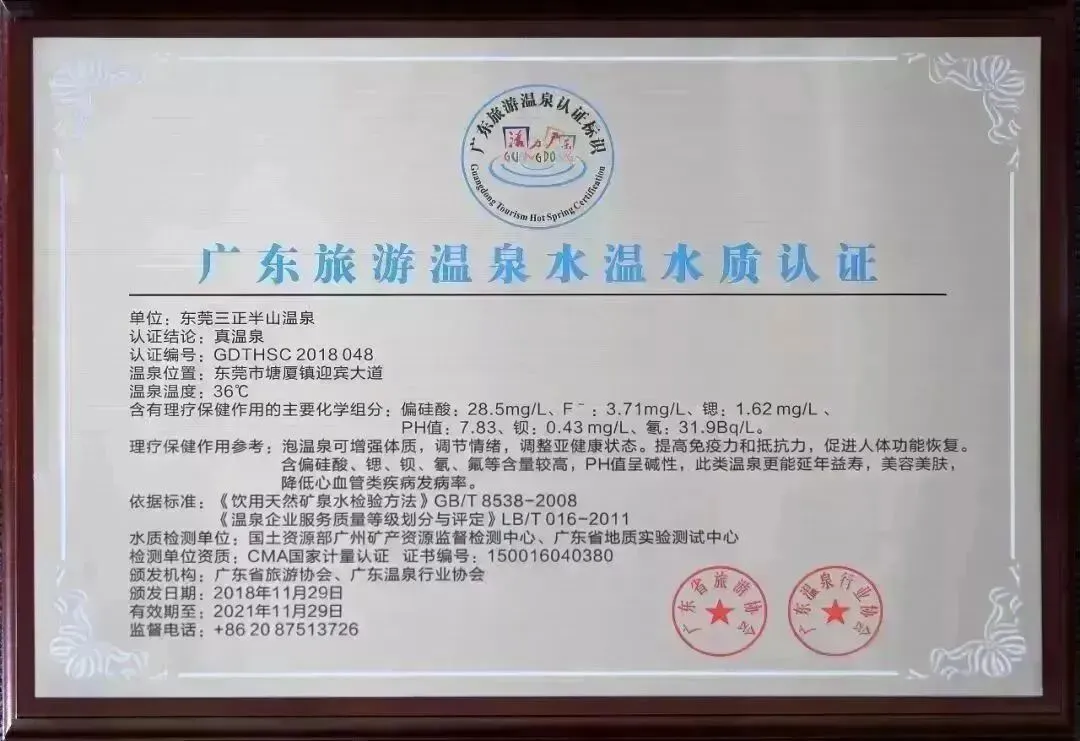 广东旅游温泉认证标识
活力广东
GUANGDONG
Guangdong Tourism Hot Spring Certification
广东旅游温泉水温水质认证
单位：东莞三正半山温泉
认证结论：真温泉
认证编号：GDTHSC 2018 048
温泉位置：东莞市塘厦镇迎宾大道
温泉温度：36℃
含有理疗保健作用的主要化学组分：偏硅酸：28.5mg/L、F⁻：3.71mg/L、锶：1.62 mg/L、
PH值：7.83、钡：0.43 mg/L、氡：31.9Bq/L。
理疗保健作用参考：泡温泉可增强体质，调节情绪，调整亚健康状态。提高免疫力和抵抗力，促进人体功能恢复。
含偏硅酸、锶、钡、氡、氟等含量较高，PH值呈碱性，此类温泉更能延年益寿，美容美肤，
降低心血管类疾病发病率。
依据标准：《饮用天然矿泉水检验方法》GB/T 8538-2008
《温泉企业服务质量等级划分与评定》LB/T 016-2011
水质检测单位：国土资源部广州矿产资源监督检测中心、广东省地质实验测试中心
检测单位资质：CMA国家计量认证 证书编号：150016040380
颁发机构：广东省旅游协会、广东温泉行业协会
颁发日期：2018年11月29日
有效期至：2021年11月29日
监督电话：+86 20 87513726
广东省旅游协会
广东温泉行业协会